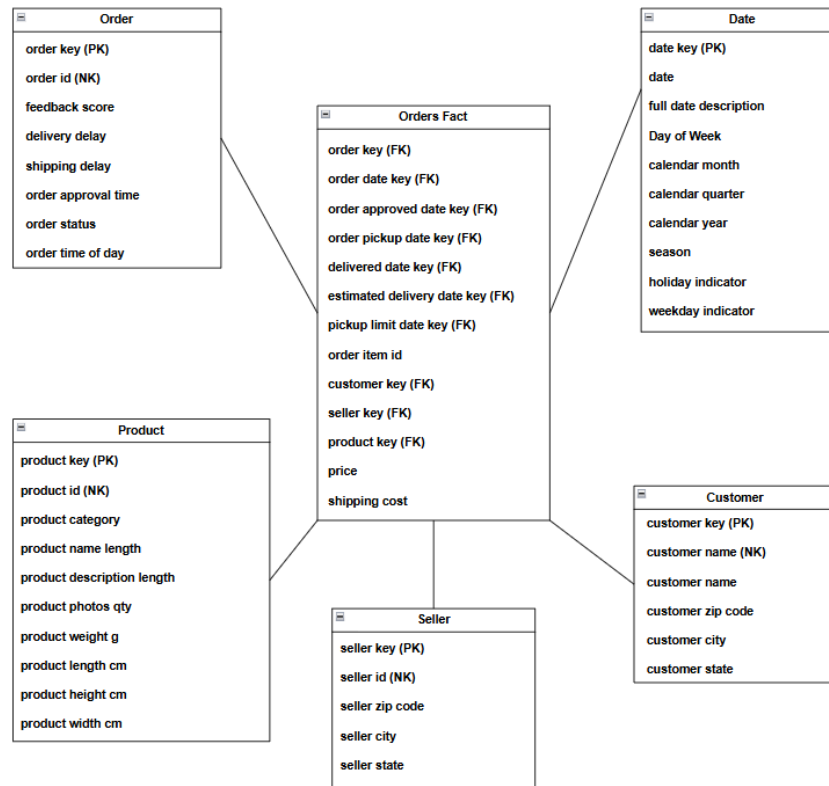 Order
order key (PK)
order id (NK)
feedback score
delivery delay
shipping delay
order approval time
order status
order time of day
Date
date key (PK)
date
full date description
Day of Week
calendar month
calendar quarter
calendar year
season
holiday indicator
weekday indicator
Orders Fact
order key (FK)
order date key (FK)
order approved date key (FK)
order pickup date key (FK)
delivered date key (FK)
estimated delivery date key (FK)
pickup limit date key (FK)
order item id
customer key (FK)
seller key (FK)
product key (FK)
price
shipping cost
Product
product key (PK)
product id (NK)
product category
product name length
product description length
product photos qty
product weight g
product length cm
product height cm
product width cm
Seller
seller key (PK)
seller id (NK)
seller zip code
seller city
seller state
Customer
customer key (PK)
customer name (NK)
customer name
customer zip code
customer city
customer state